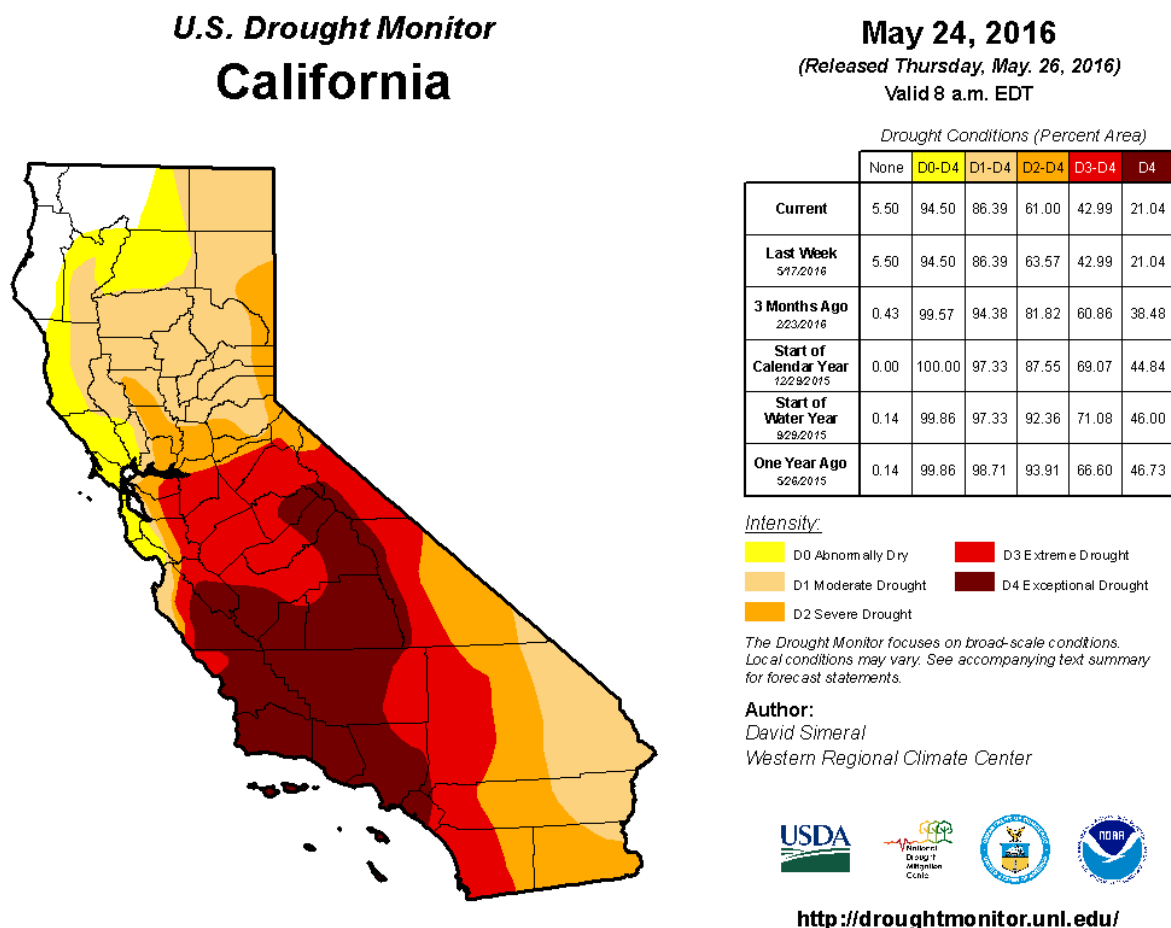 U.S. Drought Monitor
California
May 24, 2016
(Released Thursday, May. 26, 2016)
Valid 8 a.m. EDT
Drought Conditions (Percent Area)
None D0-D4 D1-D4 D2-D4 D3-D4 D4
Current 5.50 94.50 86.39 61.00 42.99 21.04
Last Week
5/17/2016
5.50 94.50 86.39 63.57 42.99 21.04
3 Months Ago
2/23/2016
0.43 99.57 94.38 81.82 60.86 38.48
Start of
Calendar Year
12/29/2015
0.00 100.00 97.33 87.55 69.07 44.84
Start of
Water Year
9/29/2015
0.14 99.86 97.33 92.36 71.08 46.00
One Year Ago
5/26/2015
0.14 99.86 98.71 93.91 66.60 46.73
Intensity:
D0 Abnormally Dry
D1 Moderate Drought
D2 Severe Drought
D3 Extreme Drought
D4 Exceptional Drought
The Drought Monitor focuses on broad-scale conditions.
Local conditions may vary. See accompanying text summary
for forecast statements.
Author:
David Simeral
Western Regional Climate Center
USDA
National
Drought
Mitigation
Center
NOAA
http://droughtmonitor.unl.edu/